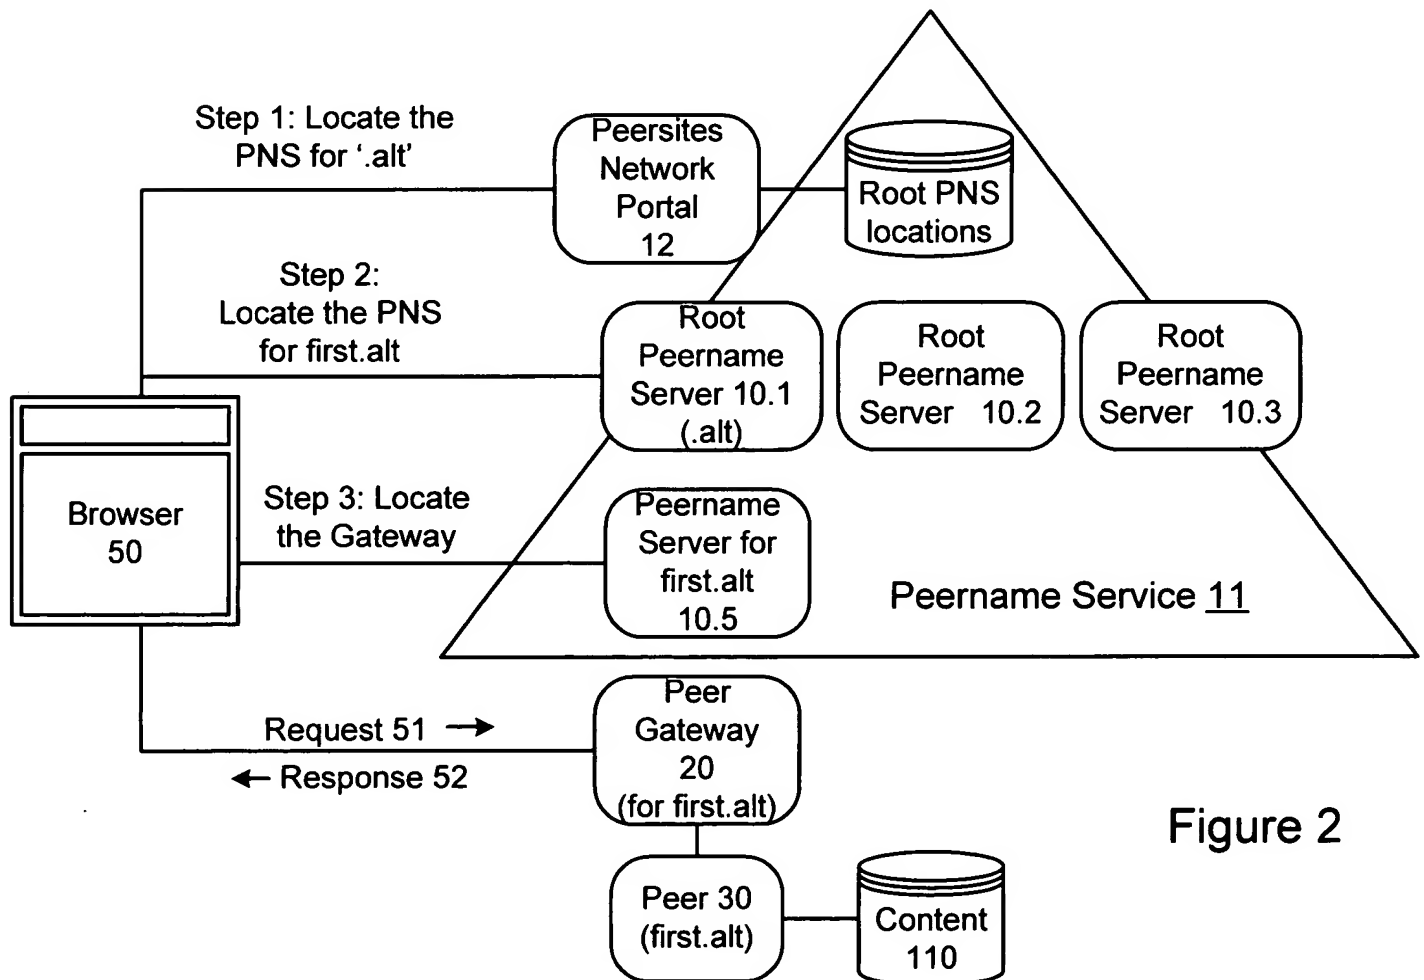 Step 1: Locate the
PNS for ‘.alt’
Peersites
Network
Portal
12
Root PNS
locations
Step 2:
Locate the PNS
for first.alt
Root
Peername
Server 10.1
(.alt)
Root
Peername
Server 10.2
Root
Peername
Server 10.3
Browser
50
Step 3: Locate
the Gateway
Peername
Server for
first.alt
10.5
Peername Service 11
Request 51 →
← Response 52
Peer
Gateway
20
(for first.alt)
Figure 2
Peer 30
(first.alt)
Content
110